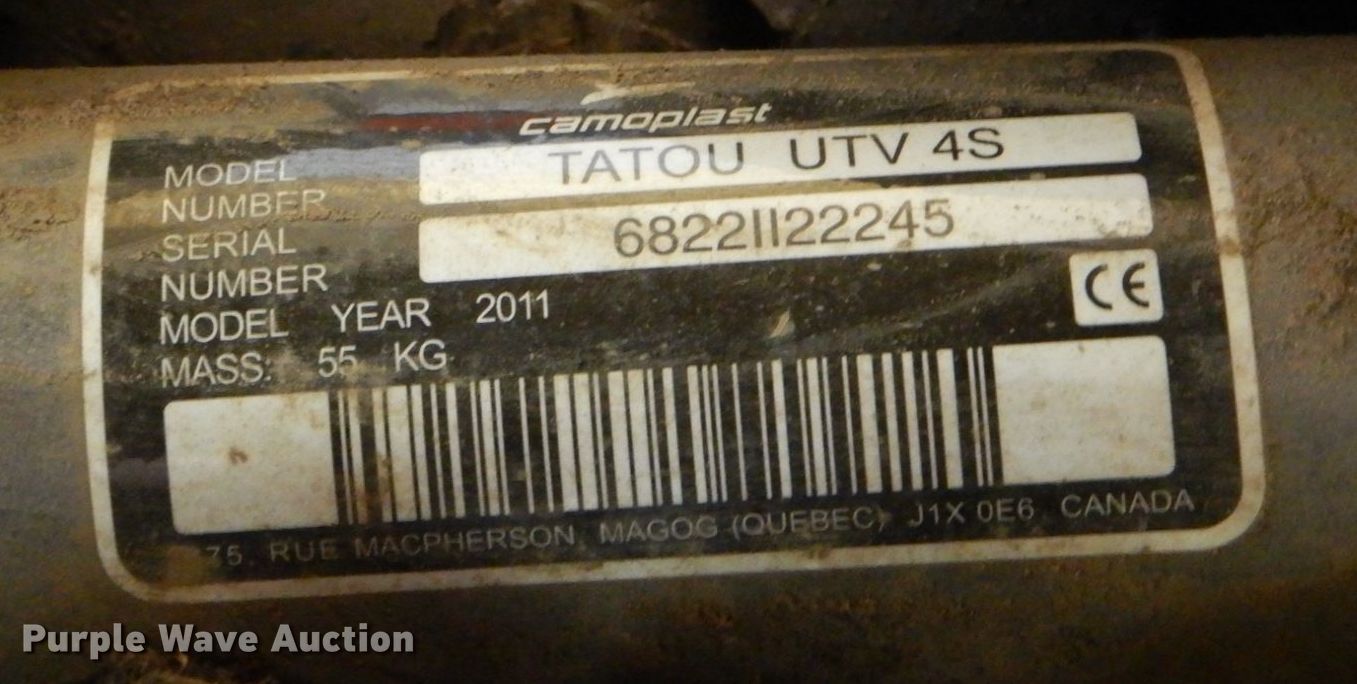 camoplast
MODEL NUMBER TATOU UTV 4S
SERIAL NUMBER 68221122245
MODEL YEAR 2011
MASS: 55 KG
CE
75 RUE MACPHERSON, MAGOG (QUEBEC) J1X 0E6 CANADA
Purple Wave Auction